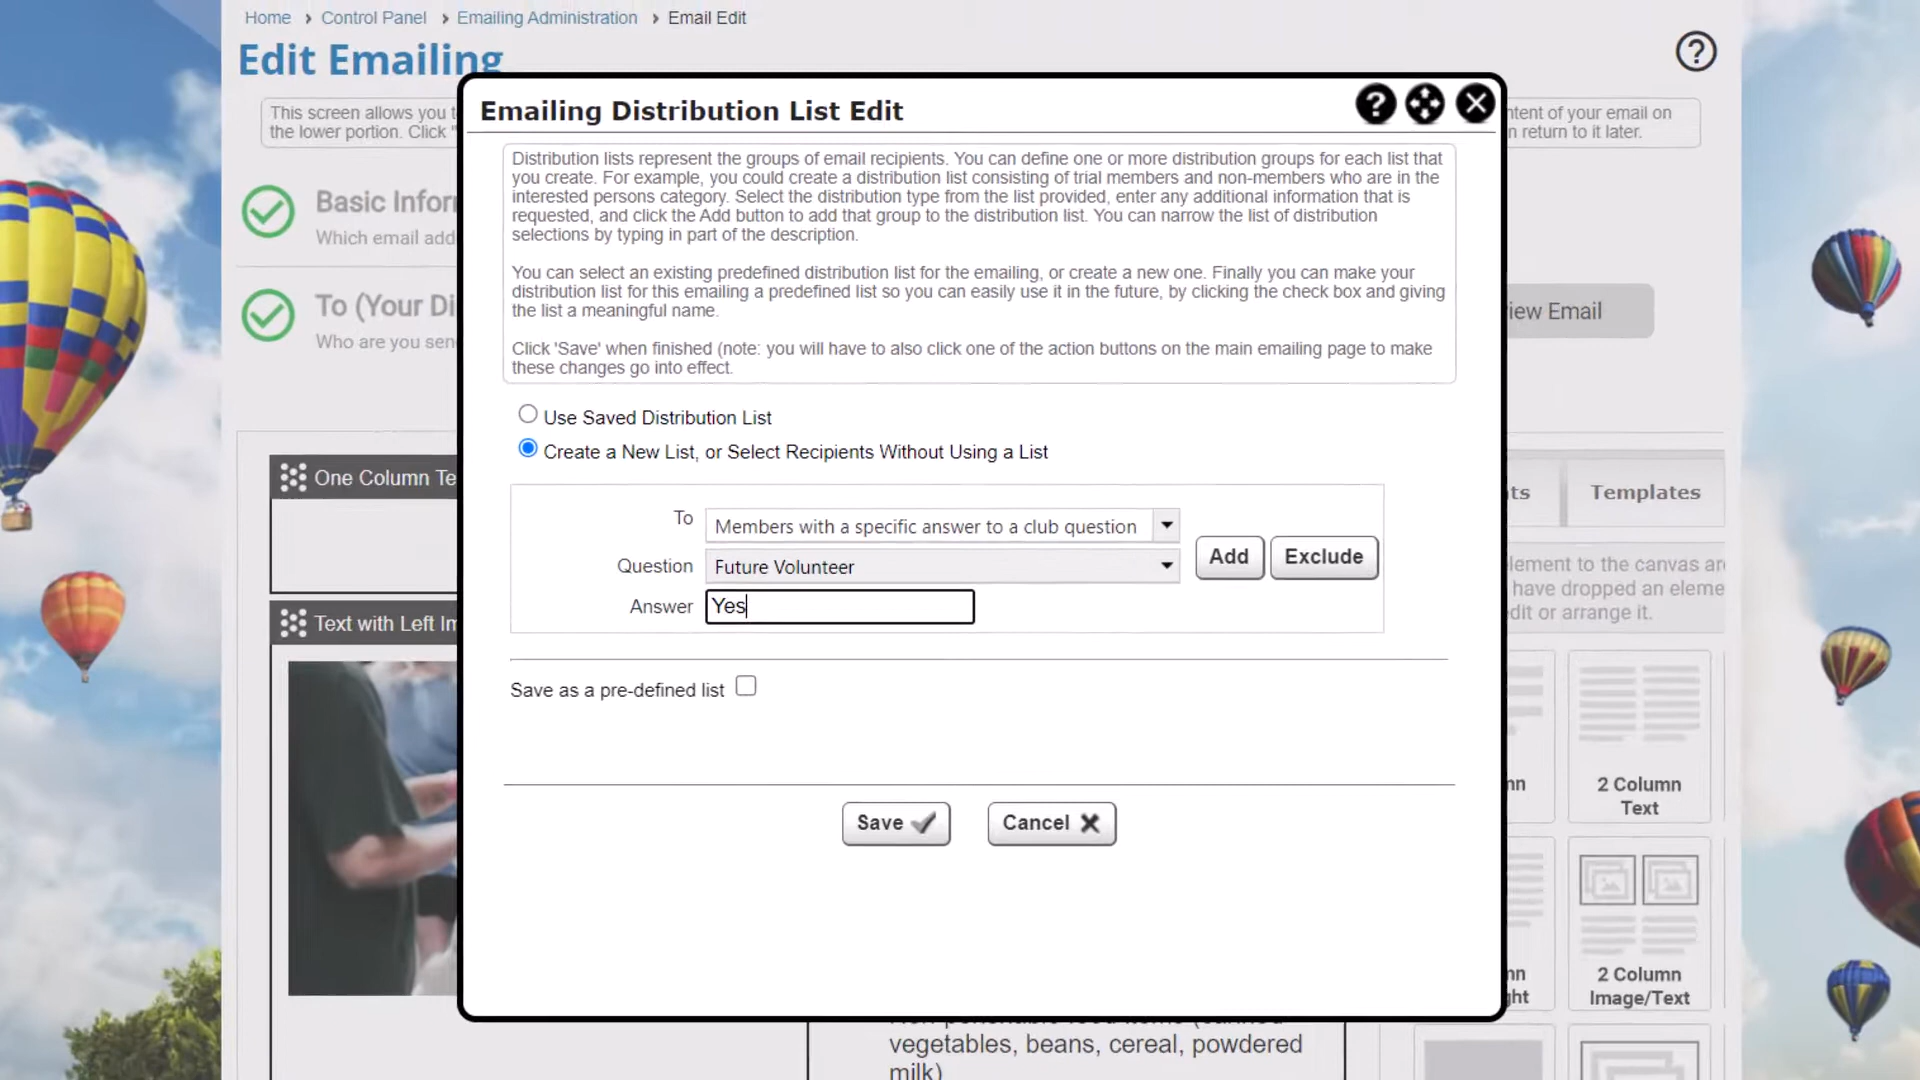 Home › Control Panel › Emailing Administration › Email Edit
Edit Emailing
This screen allows you t
the lower portion. Click "
ntent of your email on
n return to it later.
Basic Infor
Which email add
To (Your Di
Who are you sen
iew Email
Emailing Distribution List Edit
Distribution lists represent the groups of email recipients. You can define one or more distribution groups for each list that
you create. For example, you could create a distribution list consisting of trial members and non-members who are in the
interested persons category. Select the distribution type from the list provided, enter any additional information that is
requested, and click the Add button to add that group to the distribution list. You can narrow the list of distribution
selections by typing in part of the description.
You can select an existing predefined distribution list for the emailing, or create a new one. Finally you can make your
distribution list for this emailing a predefined list so you can easily use it in the future, by clicking the check box and giving
the list a meaningful name.
Click 'Save' when finished (note: you will have to also click one of the action buttons on the main emailing page to make
these changes go into effect.
Use Saved Distribution List
Create a New List, or Select Recipients Without Using a List
To Members with a specific answer to a club question
Question Future Volunteer
Answer Yes
Add Exclude
Save as a pre-defined list
Save Cancel
One Column Te
Text with Left Im
ts Templates
lement to the canvas are
have dropped an eleme
dit or arrange it.
2 Column
Text
2 Column
Image/Text
vegetables, beans, cereal, powdered
milk)